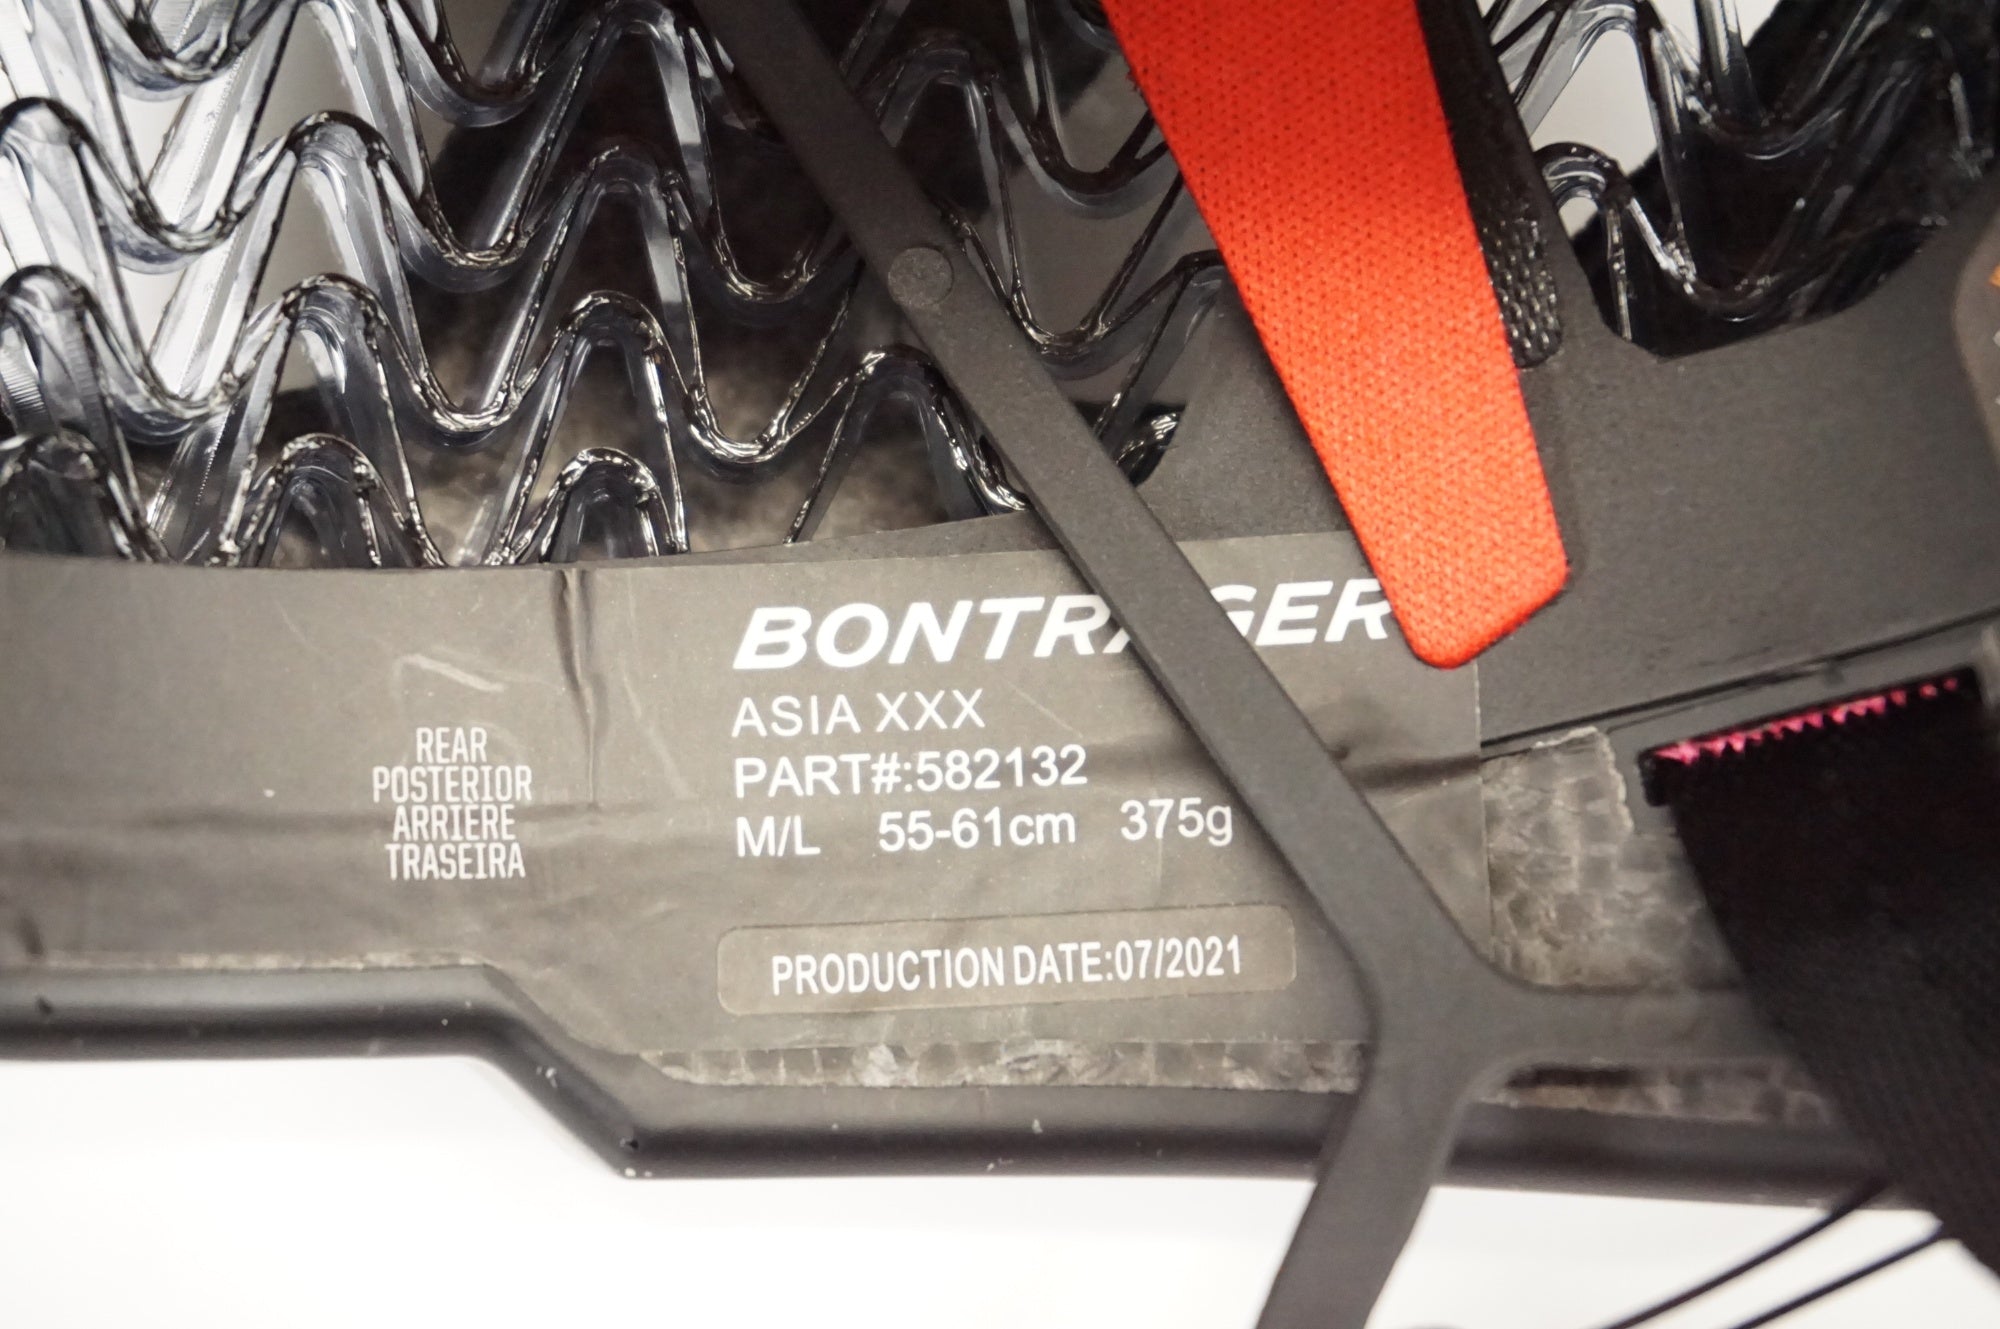 BONTRAGER
ASIA XXX
PART#:582132
M/L 55-61cm 375g
PRODUCTION DATE:07/2021
REAR
POSTERIOR
ARRIERE
TRASEIRA